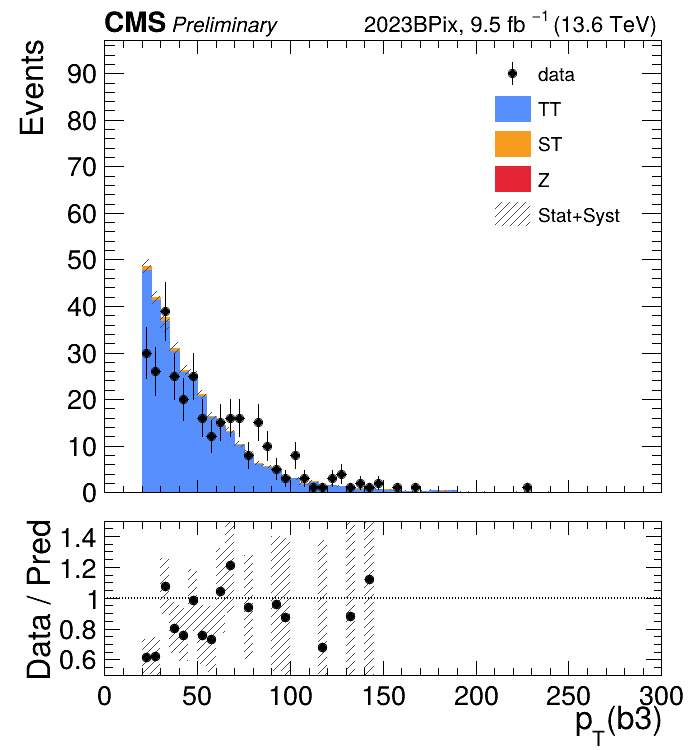 CMS Preliminary 2023BPix, 9.5 fb⁻¹ (13.6 TeV)
Events
90
80
70
60
50
40
30
20
10
0
data
TT
ST
Z
Stat+Syst
Data / Pred
1.4
1.2
1
0.8
0.6
0 50 100 150 200 250 300
p_T(b3)